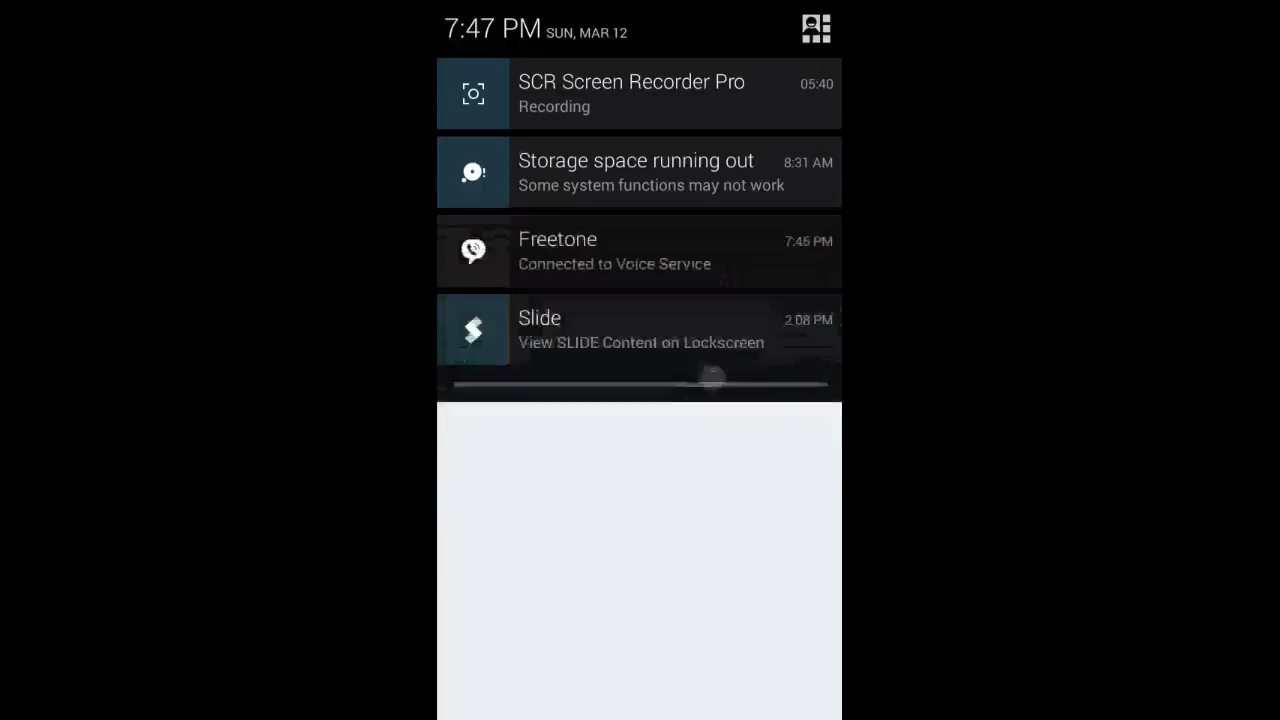 7:47 PM SUN, MAR 12
SCR Screen Recorder Pro 05:40
Recording
Storage space running out 8:31 AM
Some system functions may not work
Freetone 7:45 PM
Connected to Voice Service
Slide 2:08 PM
View SLIDE Content on Lockscreen